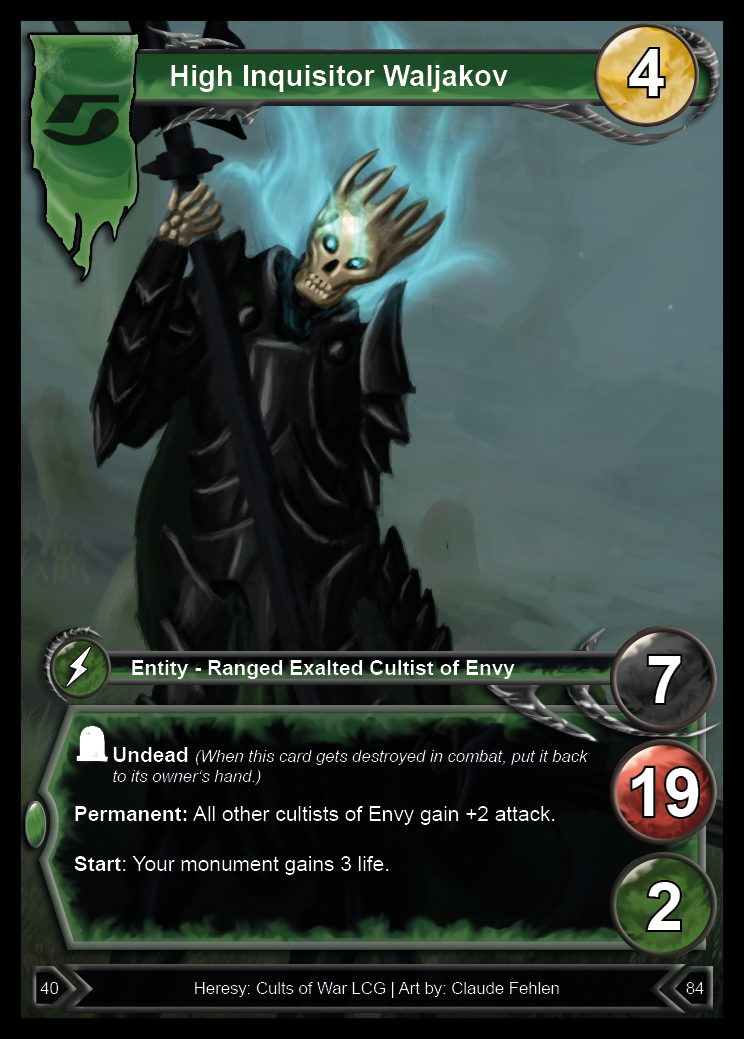 High Inquisitor Waljakov
4
Entity - Ranged Exalted Cultist of Envy
7
Undead (When this card gets destroyed in combat, put it back
to its owner's hand.)
19
Permanent: All other cultists of Envy gain +2 attack.
Start: Your monument gains 3 life.
2
40
Heresy: Cults of War LCG | Art by: Claude Fehlen
84